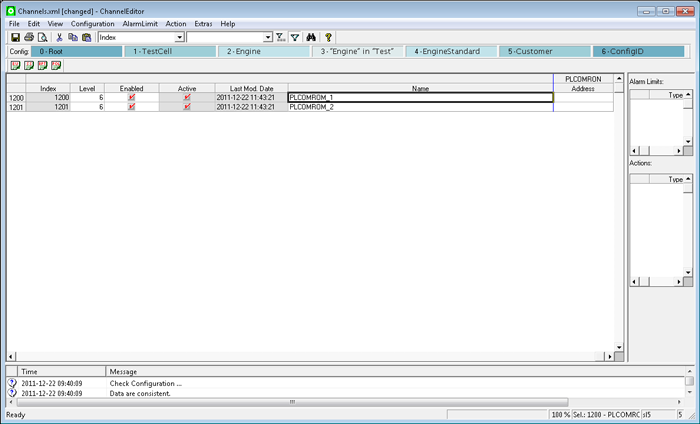 Channels.xml [changed] - ChannelEditor
File Edit View Configuration AlarmLimit Action Extras Help
Index
Config: 0 - Root 1 - TestCell 2 - Engine 3 - "Engine" in "Test" 4 - EngineStandard 5 - Customer 6 - ConfigID
PLCOMRON
Index Level Enabled Active Last Mod. Date Name Address
1200 1200 6 2011-12-22 11:43:21 PLCOMROM_1
1201 1201 6 2011-12-22 11:43:21 PLCOMROM_2
Alarm Limits:
Type
Actions:
Type
Time Message
2011-12-22 09:40:09 Check Configuration ...
2011-12-22 09:40:09 Data are consistent.
Ready 100 % Sel.: 1200 - PLCOMRC sl5 5